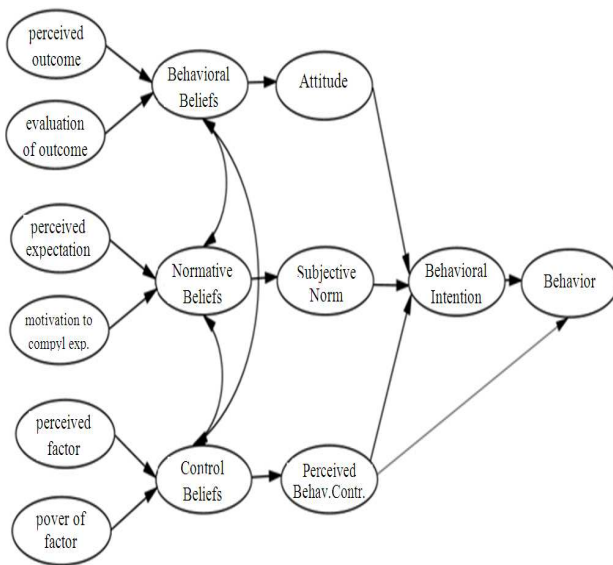 perceived
outcome
evaluation
of outcome
Behavioral
Beliefs
Attitude
perceived
expectation
motivation to
compyl exp.
Normative
Beliefs
Subjective
Norm
Behavioral
Intention
Behavior
perceived
factor
pover of
factor
Control
Beliefs
Perceived
Behav.Contr.